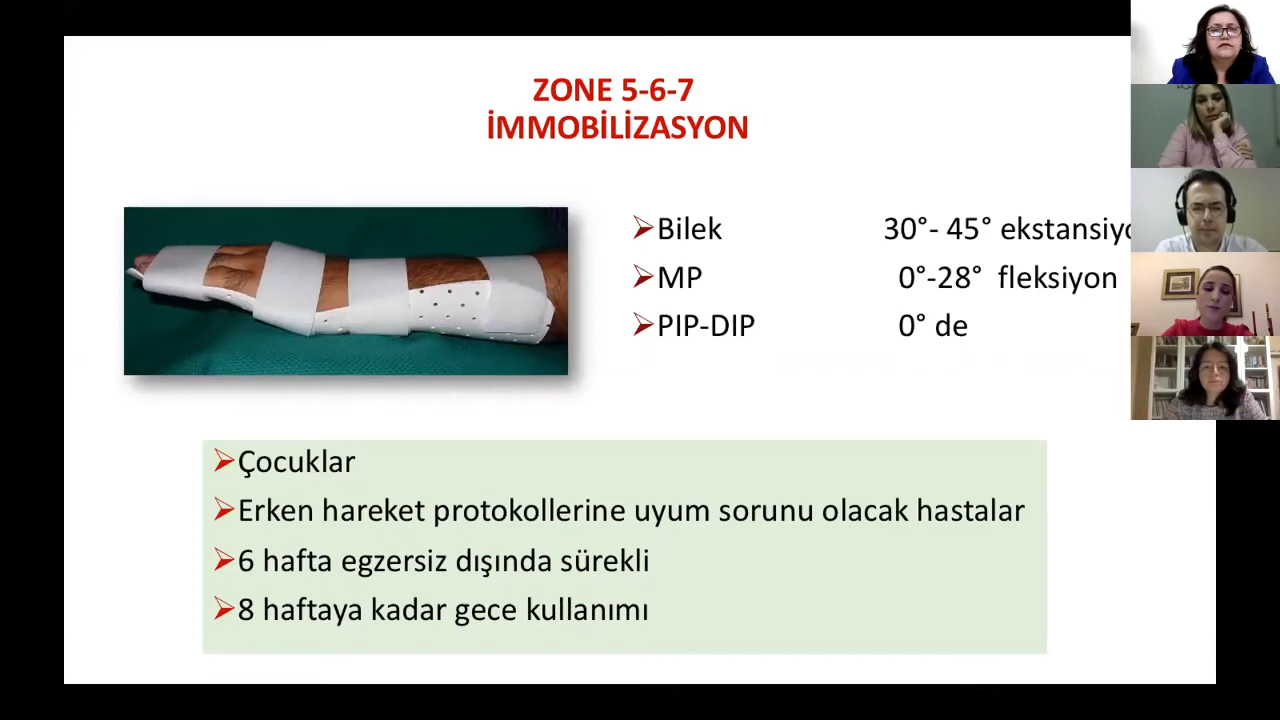 ZONE 5-6-7
İMMOBİLİZASYON
Bilek 30°- 45° ekstansiyo
MP 0°-28° fleksiyon
PIP-DIP 0° de
Çocuklar
Erken hareket protokollerine uyum sorunu olacak hastalar
6 hafta egzersiz dışında sürekli
8 haftaya kadar gece kullanımı